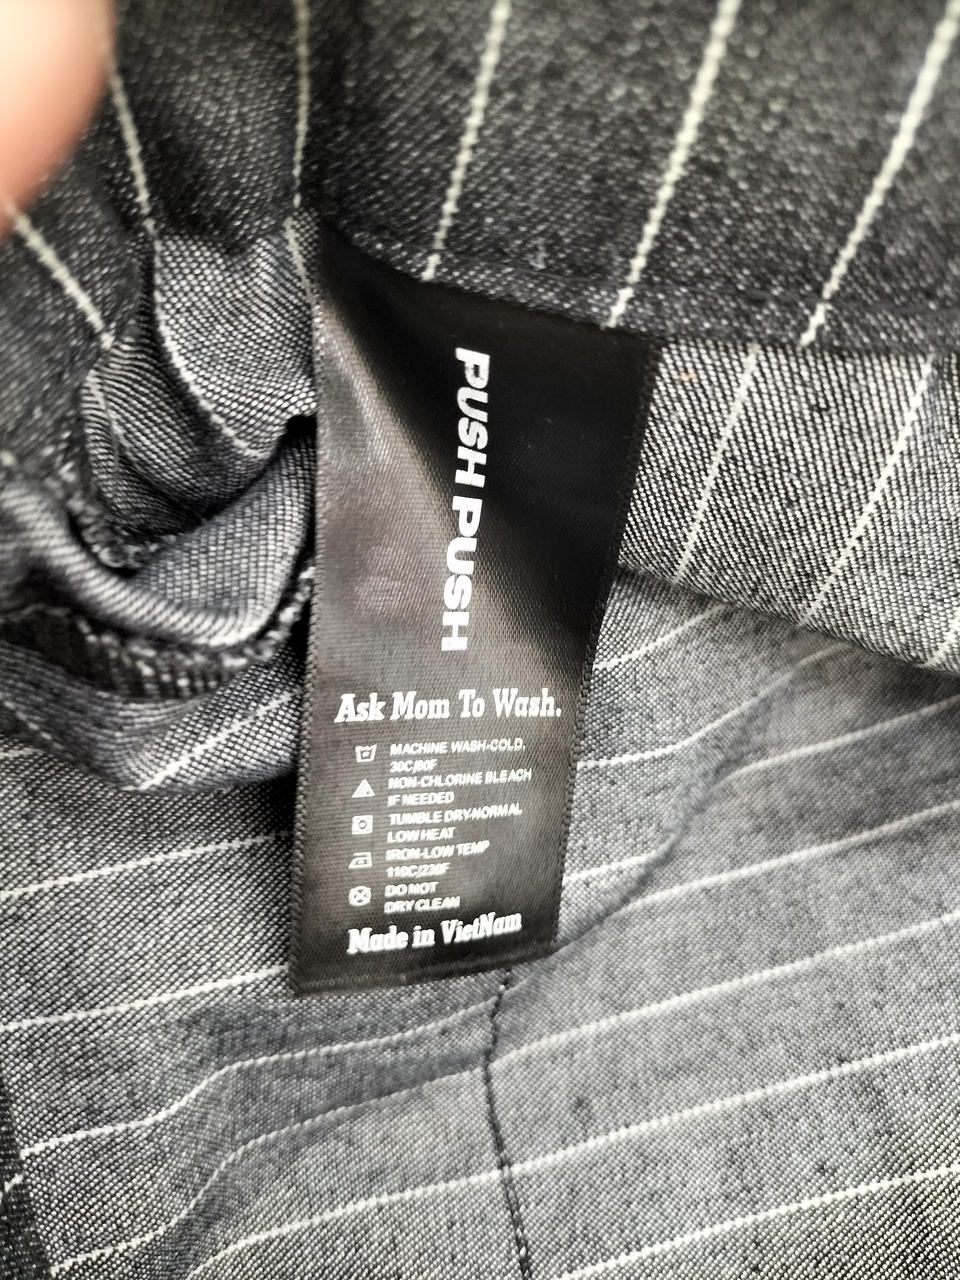 PUSH PUSH
Ask Mom To Wash.
MACHINE WASH-COLD.
30C/80F
NON-CHLORINE BLEACH
IF NEEDED
TUMBLE DRY-NORMAL
LOW HEAT
IRON-LOW TEMP
110C/230F
DO NOT
DRY CLEAN
Made in VietNam